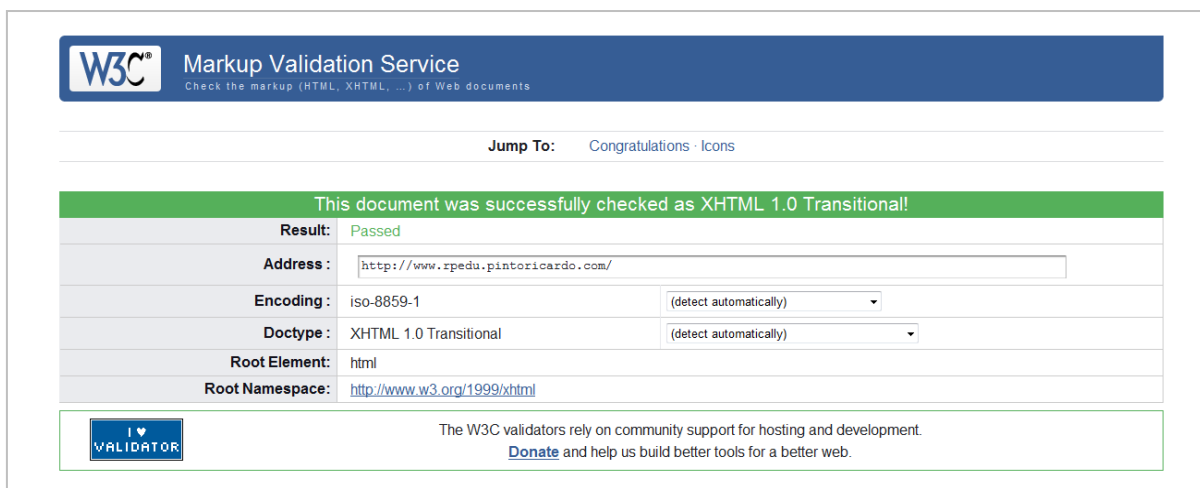 W3C®
Markup Validation Service
Check the markup (HTML, XHTML, ...) of Web documents
Jump To: Congratulations · Icons
This document was successfully checked as XHTML 1.0 Transitional!
Result: Passed
Address : http://www.rpedu.pintoricardo.com/
Encoding : iso-8859-1 (detect automatically)
Doctype : XHTML 1.0 Transitional (detect automatically)
Root Element: html
Root Namespace: http://www.w3.org/1999/xhtml
I ♥
VALIDATOR
The W3C validators rely on community support for hosting and development.
Donate and help us build better tools for a better web.